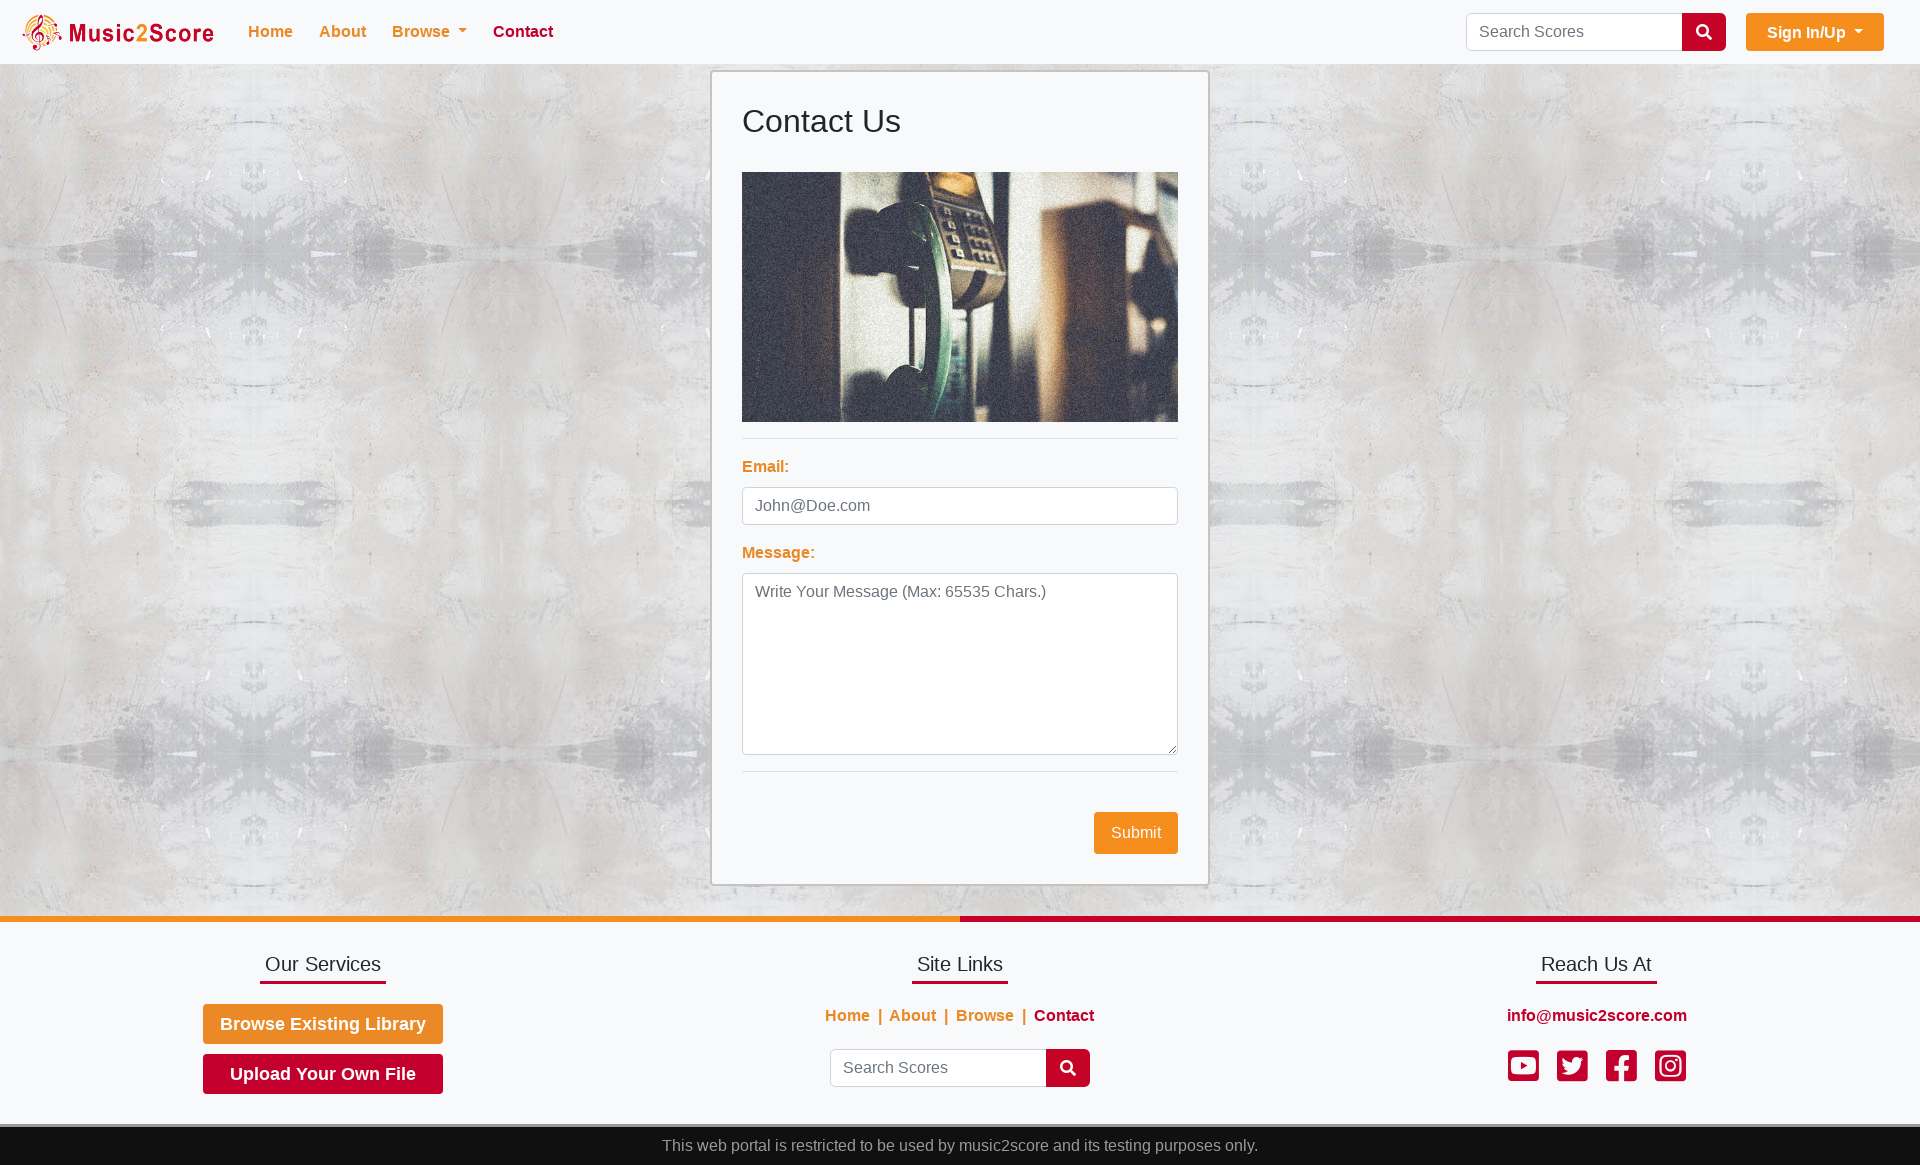 Music2Score
Home
About
Browse
Contact
Search Scores
Sign In/Up
Contact Us
Email:
John@Doe.com
Message:
Write Your Message (Max: 65535 Chars.)
Submit
Our Services
Browse Existing Library
Upload Your Own File
Site Links
Home | About | Browse | Contact
Search Scores
Reach Us At
info@music2score.com
This web portal is restricted to be used by music2score and its testing purposes only.